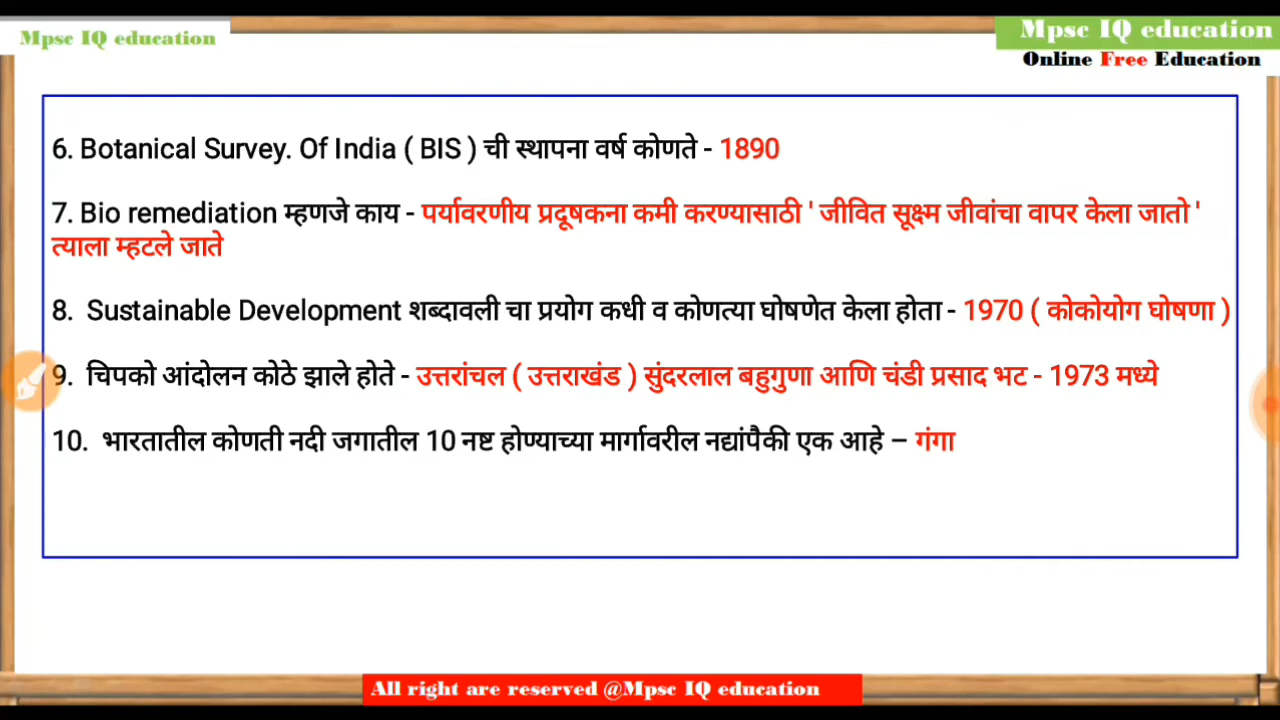 Mpsc IQ education
Mpsc IQ education
Online Free Education
6. Botanical Survey. Of India ( BIS ) ची स्थापना वर्ष कोणते - 1890
7. Bio remediation म्हणजे काय - पर्यावरणीय प्रदूषकना कमी करण्यासाठी ' जीवित सूक्ष्म जीवांचा वापर केला जातो '
त्याला म्हटले जाते
8. Sustainable Development शब्दावली चा प्रयोग कधी व कोणत्या घोषणेत केला होता - 1970 ( कोकोयोग घोषणा )
9. चिपको आंदोलन कोठे झाले होते - उत्तरांचल ( उत्तराखंड ) सुंदरलाल बहुगुणा आणि चंडी प्रसाद भट - 1973 मध्ये
10. भारतातील कोणती नदी जगातील 10 नष्ट होण्याच्या मार्गावरील नद्यांपैकी एक आहे – गंगा
All right are reserved @Mpsc IQ education